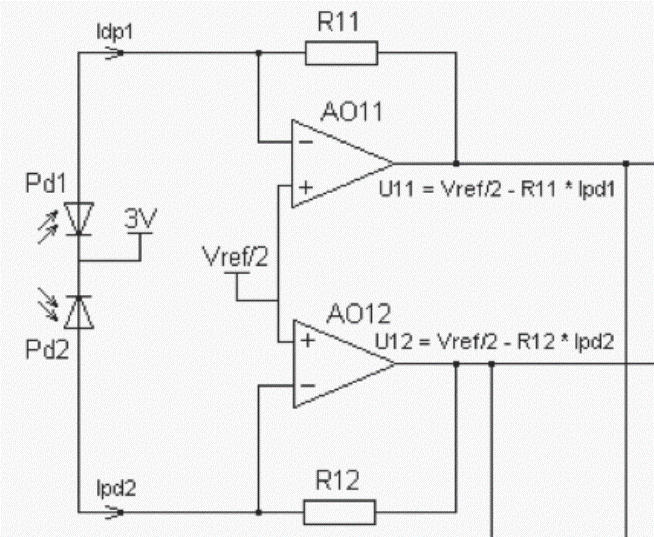 R11
Idp1
AO11
−
+
U11 = Vref/2 - R11 * Ipd1
Pd1
3V
Vref/2
AO12
+
U12 = Vref/2 - R12 * Ipd2
Pd2
−
R12
Ipd2